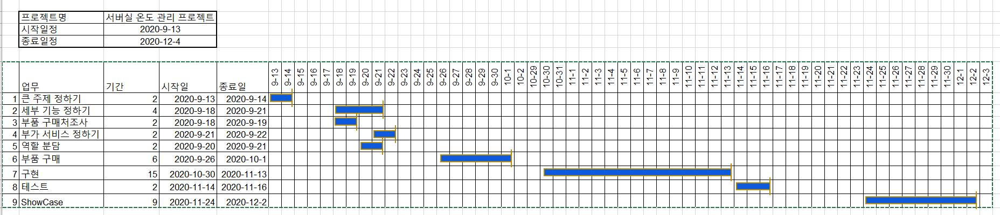 프로젝트명 서버실 온도 관리 프로젝트
시작일정 2020-9-13
종료일정 2020-12-4
업무 기간 시작일 종료일 9-13 9-14 9-15 9-16 9-17 9-18 9-19 9-20 9-21 9-22 9-23 9-24 9-25 9-26 9-27 9-28 9-29 9-30 10-1 10-2 10-29 10-30 10-31 11-1 11-2 11-3 11-4 11-5 11-6 11-7 11-8 11-9 11-10 11-11 11-12 11-13 11-14 11-15 11-16 11-17 11-18 11-19 11-20 11-21 11-22 11-23 11-24 11-25 11-26 11-27 11-28 11-29 11-30 12-1 12-2 12-3
1 큰 주제 정하기 2 2020-9-13 2020-9-14
2 세부 기능 정하기 4 2020-9-18 2020-9-21
3 부품 구매처조사 2 2020-9-18 2020-9-19
4 부가 서비스 정하기 2 2020-9-21 2020-9-22
5 역할 분담 2 2020-9-20 2020-9-21
6 부품 구매 6 2020-9-26 2020-10-1
7 구현 15 2020-10-30 2020-11-13
8 테스트 2 2020-11-14 2020-11-16
9 ShowCase 9 2020-11-24 2020-12-2